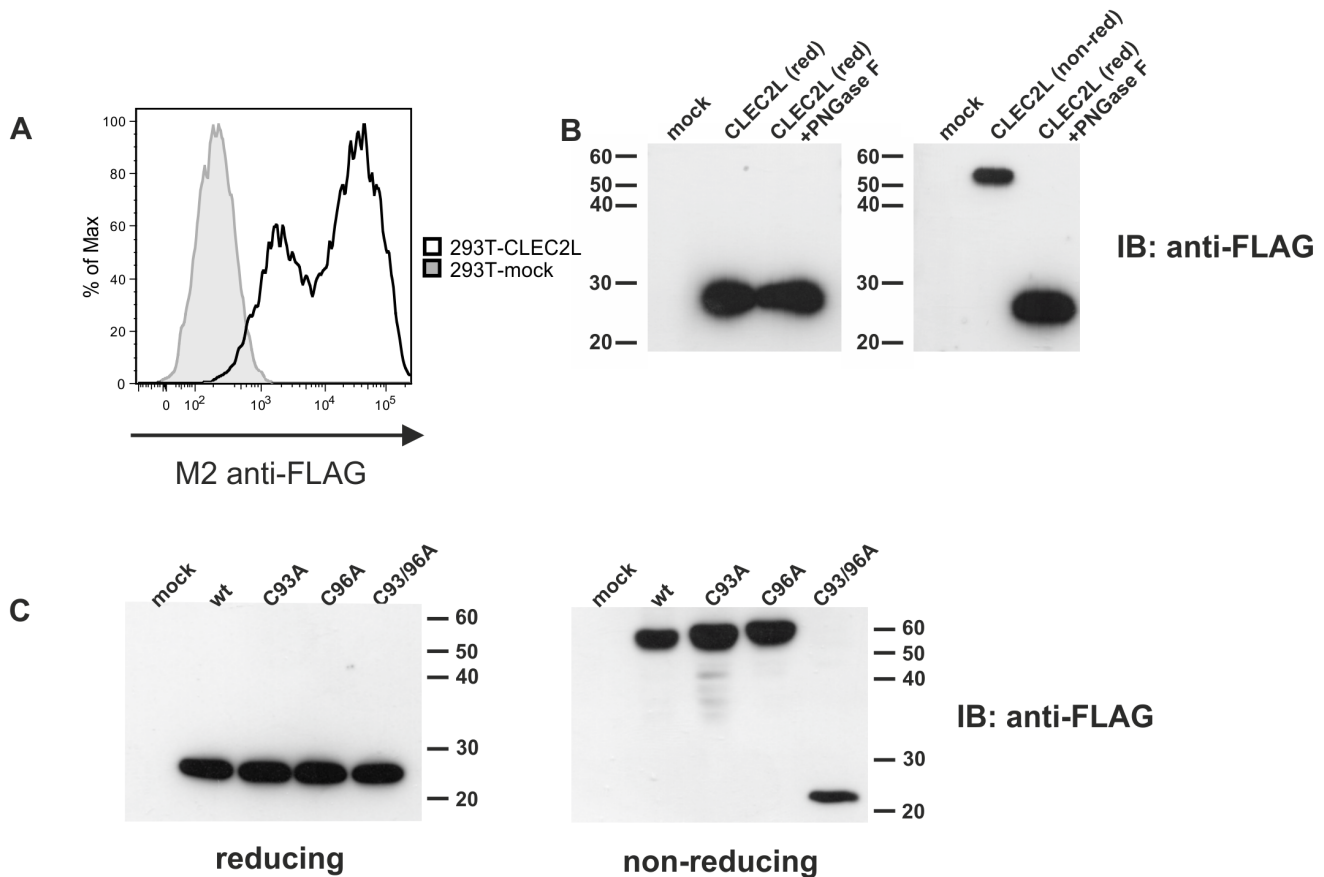 A
% of Max
100
80
60
40
20
0
0 10² 10³ 10⁴ 10⁵
M2 anti-FLAG
293T-CLEC2L
293T-mock
B
mock
CLEC2L (red)
CLEC2L (red)
+PNGase F
60
50
40
30
20
mock
CLEC2L (non-red)
CLEC2L (red)
+PNGase F
60
50
40
30
20
IB: anti-FLAG
C
mock
wt
C93A
C96A
C93/96A
60
50
40
30
20
reducing
mock
wt
C93A
C96A
C93/96A
60
50
40
30
20
non-reducing
IB: anti-FLAG